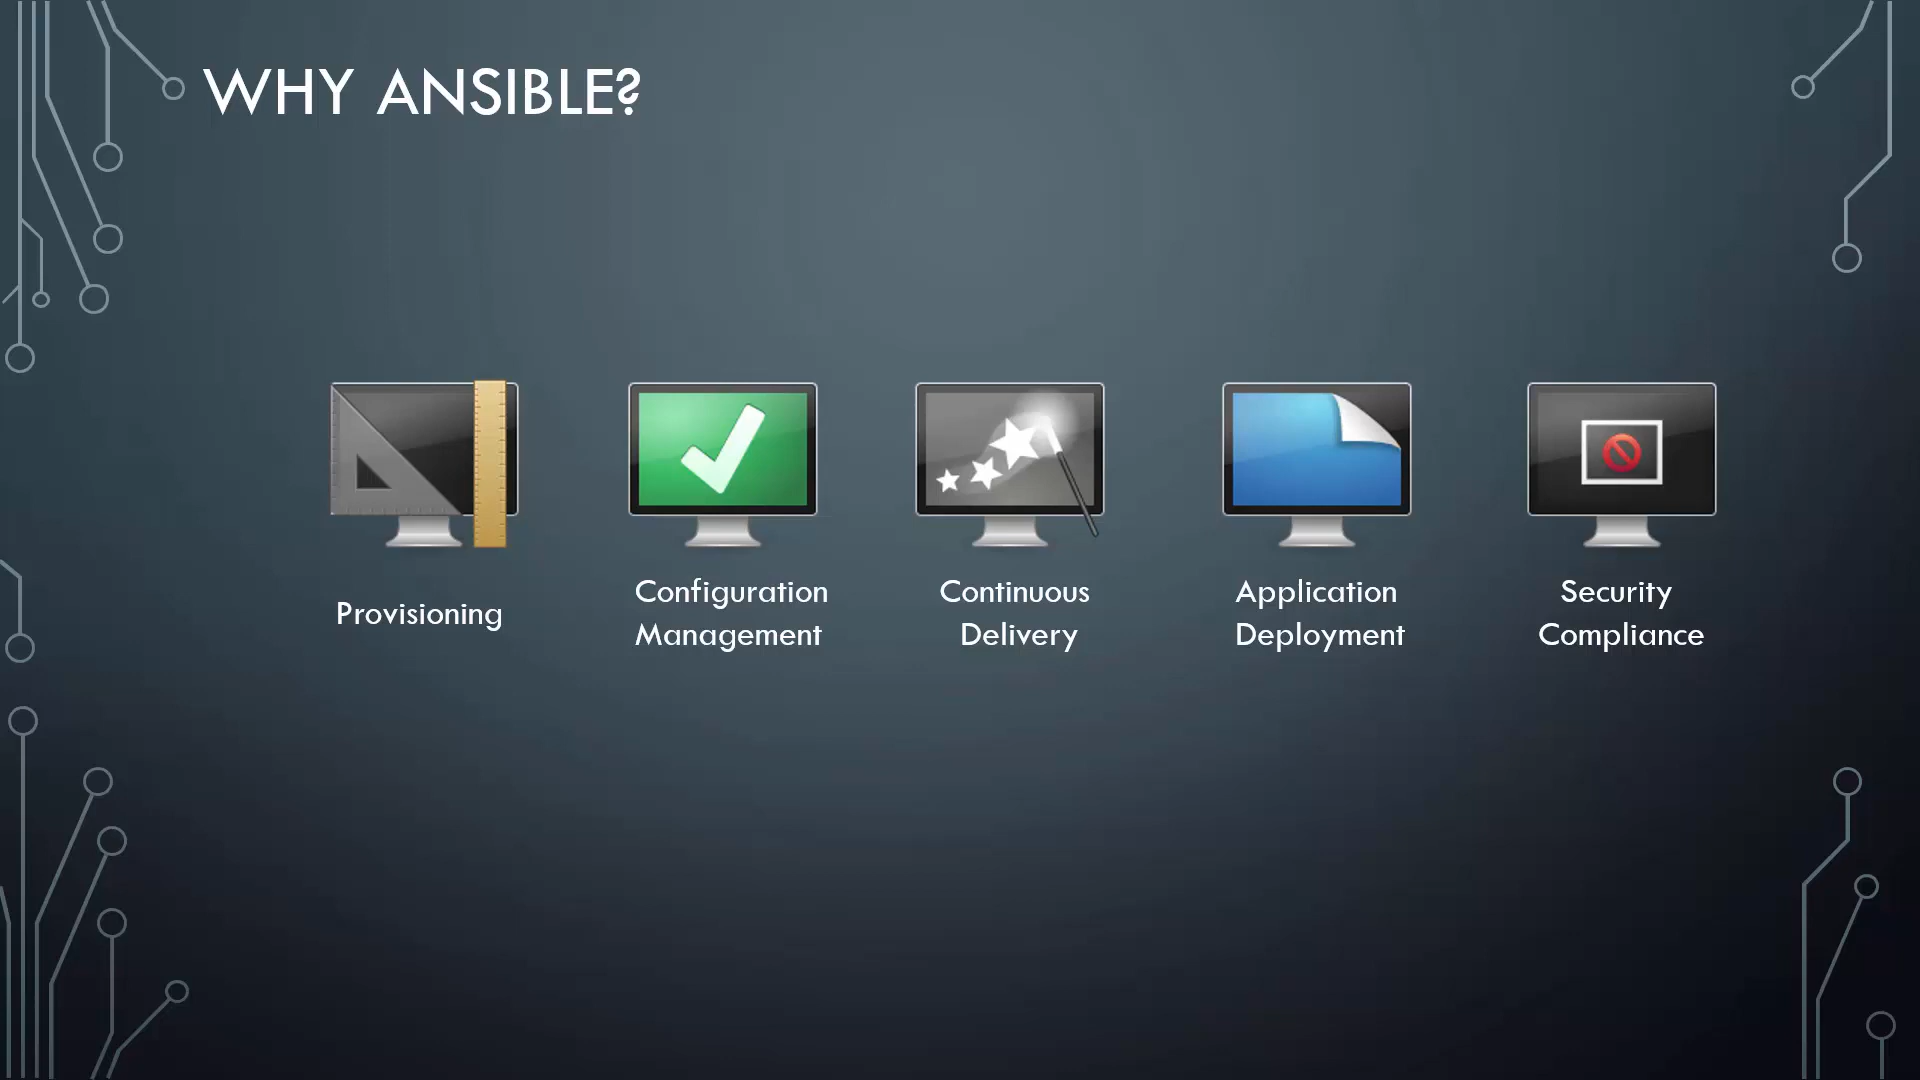 WHY ANSIBLE?
Provisioning
Configuration
Management
Continuous
Delivery
Application
Deployment
Security
Compliance